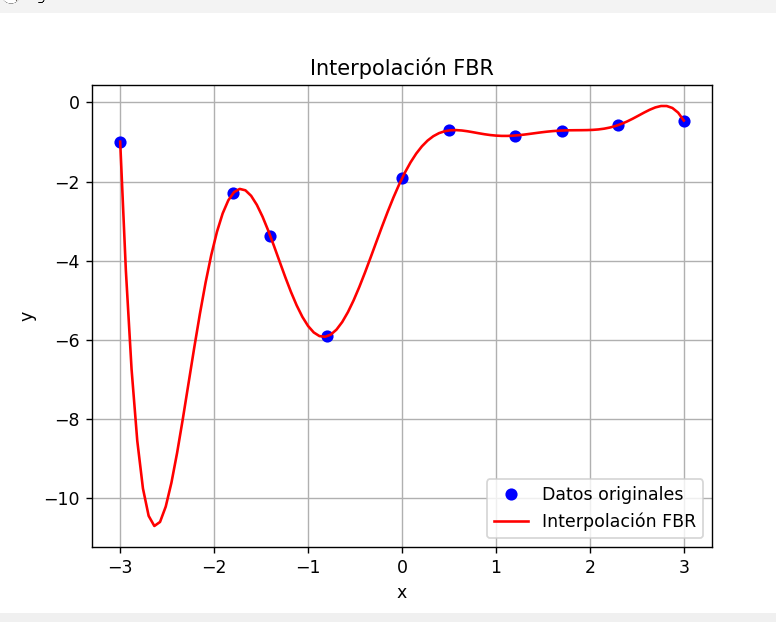 Interpolación FBR
0
−2
−4
−6
−8
−10
y
−3 −2 −1 0 1 2 3
x
Datos originales
Interpolación FBR